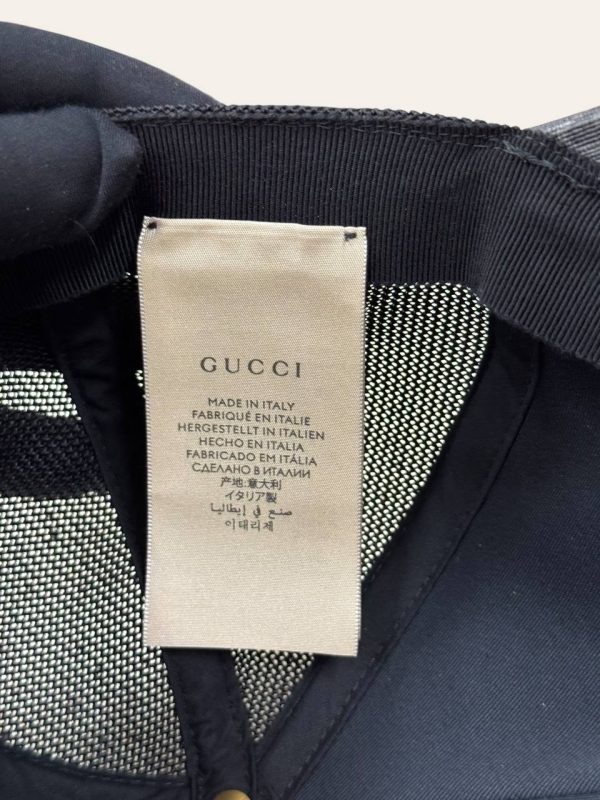 GUCCI
MADE IN ITALY
FABRIQUÉ EN ITALIE
HERGESTELLT IN ITALIEN
HECHO EN ITALIA
FABRICADO EM ITÁLIA
СДЕЛАНО В ИТАЛИИ
产地:意大利
イタリア製
صنع في إيطاليا
이태리제